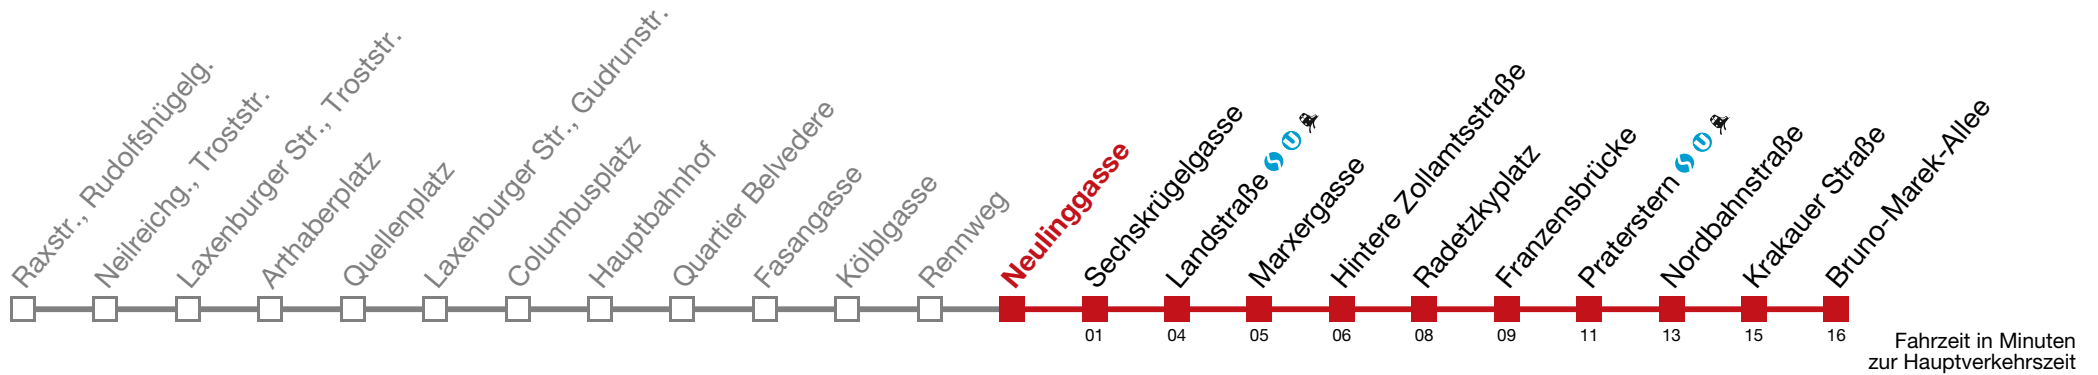 Raxstr., Rudolfshügelg.
Neilreichg., Troststr.
Laxenburger Str., Troststr.
Arthaberplatz
Quellenplatz
Laxenburger Str., Gudrunstr.
Columbusplatz
Hauptbahnhof
Quartier Belvedere
Fasangasse
Kölblgasse
Rennweg
Neulinggasse
Sechskrügelgasse
Landstraße S U
Marxergasse
Hintere Zollamtsstraße
Radetzkyplatz
Franzensbrücke
Praterstern S U
Nordbahnstraße
Krakauer Straße
Bruno-Marek-Allee
01 04 05 06 08 09 11 13 15 16
Fahrzeit in Minuten
zur Hauptverkehrszeit